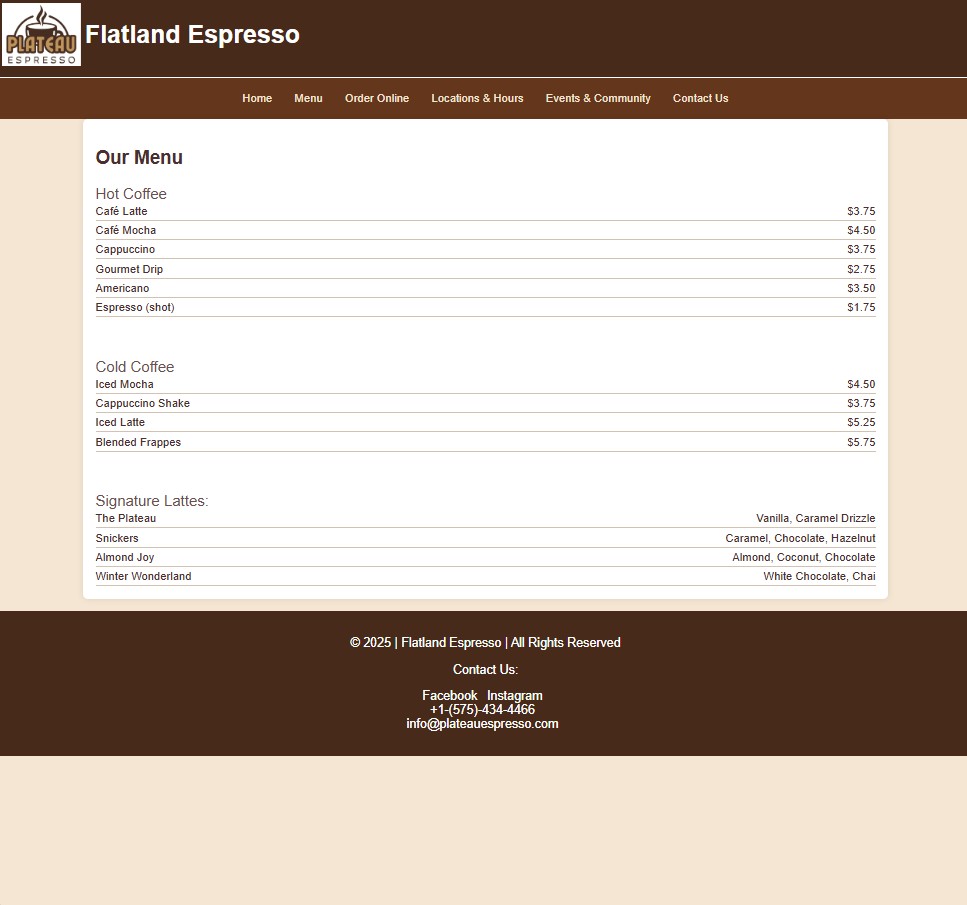 PLATEAU
ESPRESSO
Flatland Espresso
Home Menu Order Online Locations & Hours Events & Community Contact Us
Our Menu
Hot Coffee
Café Latte $3.75
Café Mocha $4.50
Cappuccino $3.75
Gourmet Drip $2.75
Americano $3.50
Espresso (shot) $1.75
Cold Coffee
Iced Mocha $4.50
Cappuccino Shake $3.75
Iced Latte $5.25
Blended Frappes $5.75
Signature Lattes:
The Plateau Vanilla, Caramel Drizzle
Snickers Caramel, Chocolate, Hazelnut
Almond Joy Almond, Coconut, Chocolate
Winter Wonderland White Chocolate, Chai
© 2025 | Flatland Espresso | All Rights Reserved
Contact Us:
Facebook Instagram
+1-(575)-434-4466
info@plateauespresso.com